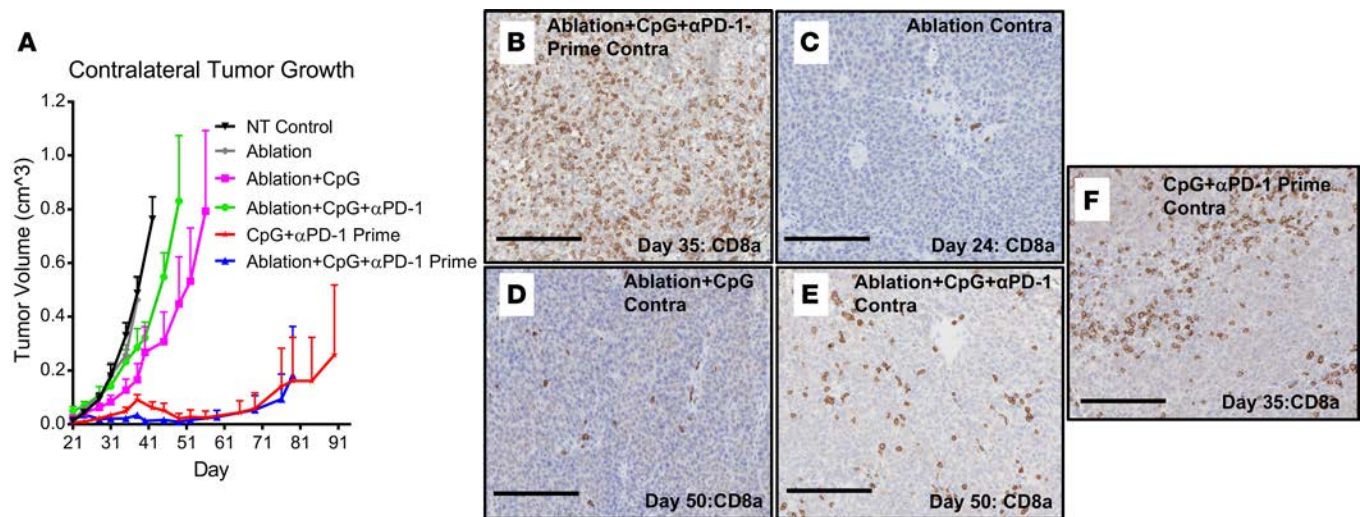 A
Contralateral Tumor Growth
Tumor Volume (cm^3)
1.2
1.0
0.8
0.6
0.4
0.2
0.0
21 31 41 51 61 71 81 91
Day
NT Control
Ablation
Ablation+CpG
Ablation+CpG+αPD-1
CpG+αPD-1 Prime
Ablation+CpG+αPD-1 Prime
B
Ablation+CpG+αPD-1-
Prime Contra
Day 35: CD8a
C
Ablation Contra
Day 24: CD8a
D
Ablation+CpG
Contra
Day 50:CD8a
E
Ablation+CpG+αPD-1
Contra
Day 50: CD8a
F
CpG+αPD-1 Prime
Contra
Day 35:CD8a